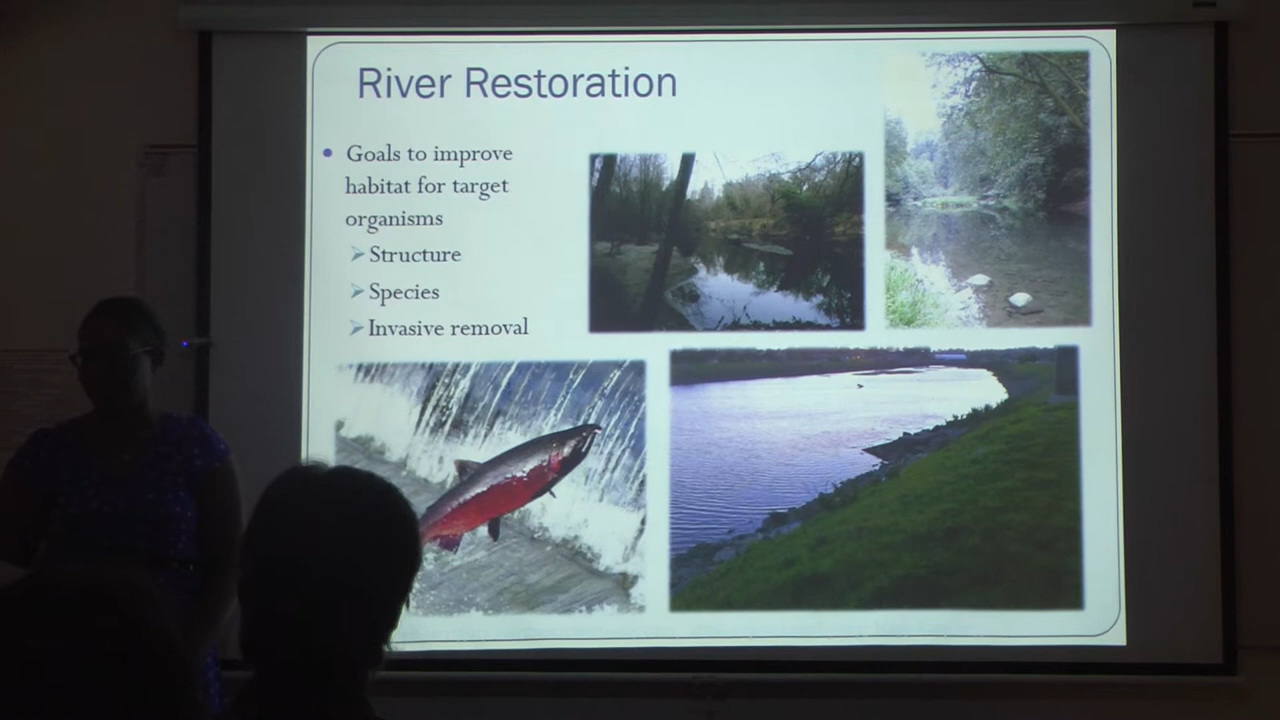 River Restoration
Goals to improve
habitat for target
organisms
Structure
Species
Invasive removal